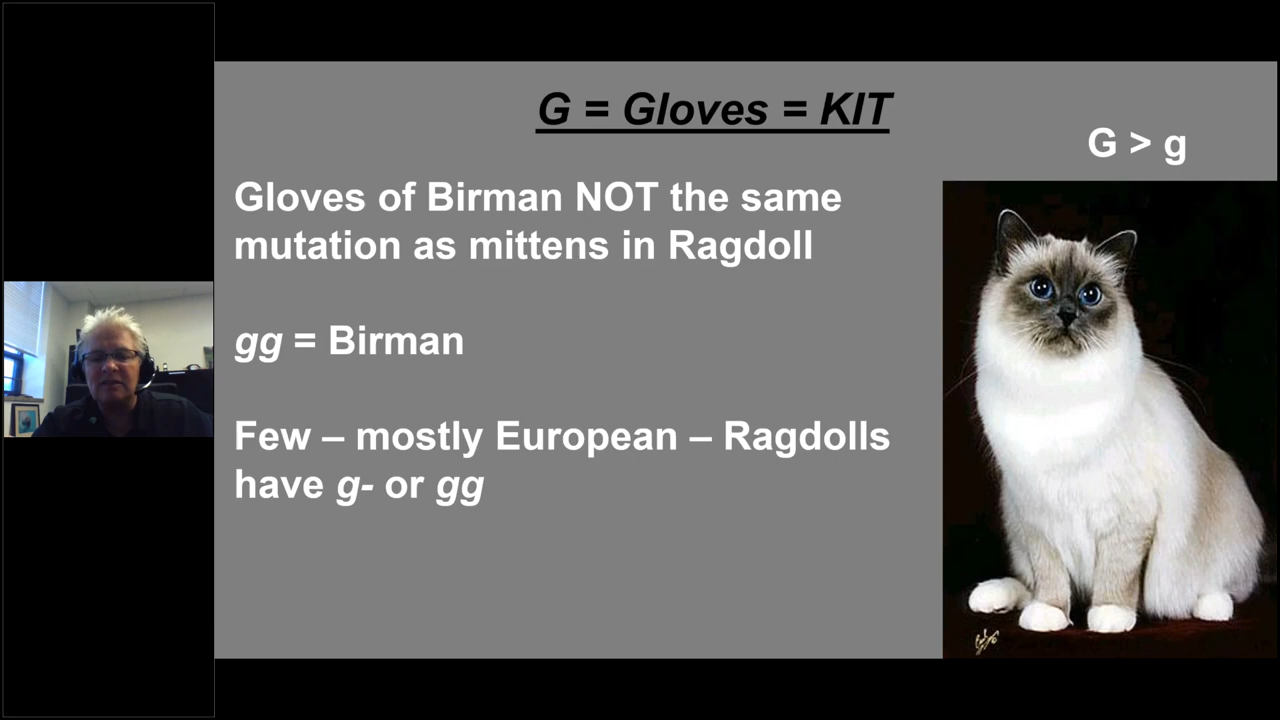 G = Gloves = KIT
G > g
Gloves of Birman NOT the same
mutation as mittens in Ragdoll
gg = Birman
Few – mostly European – Ragdolls
have g- or gg